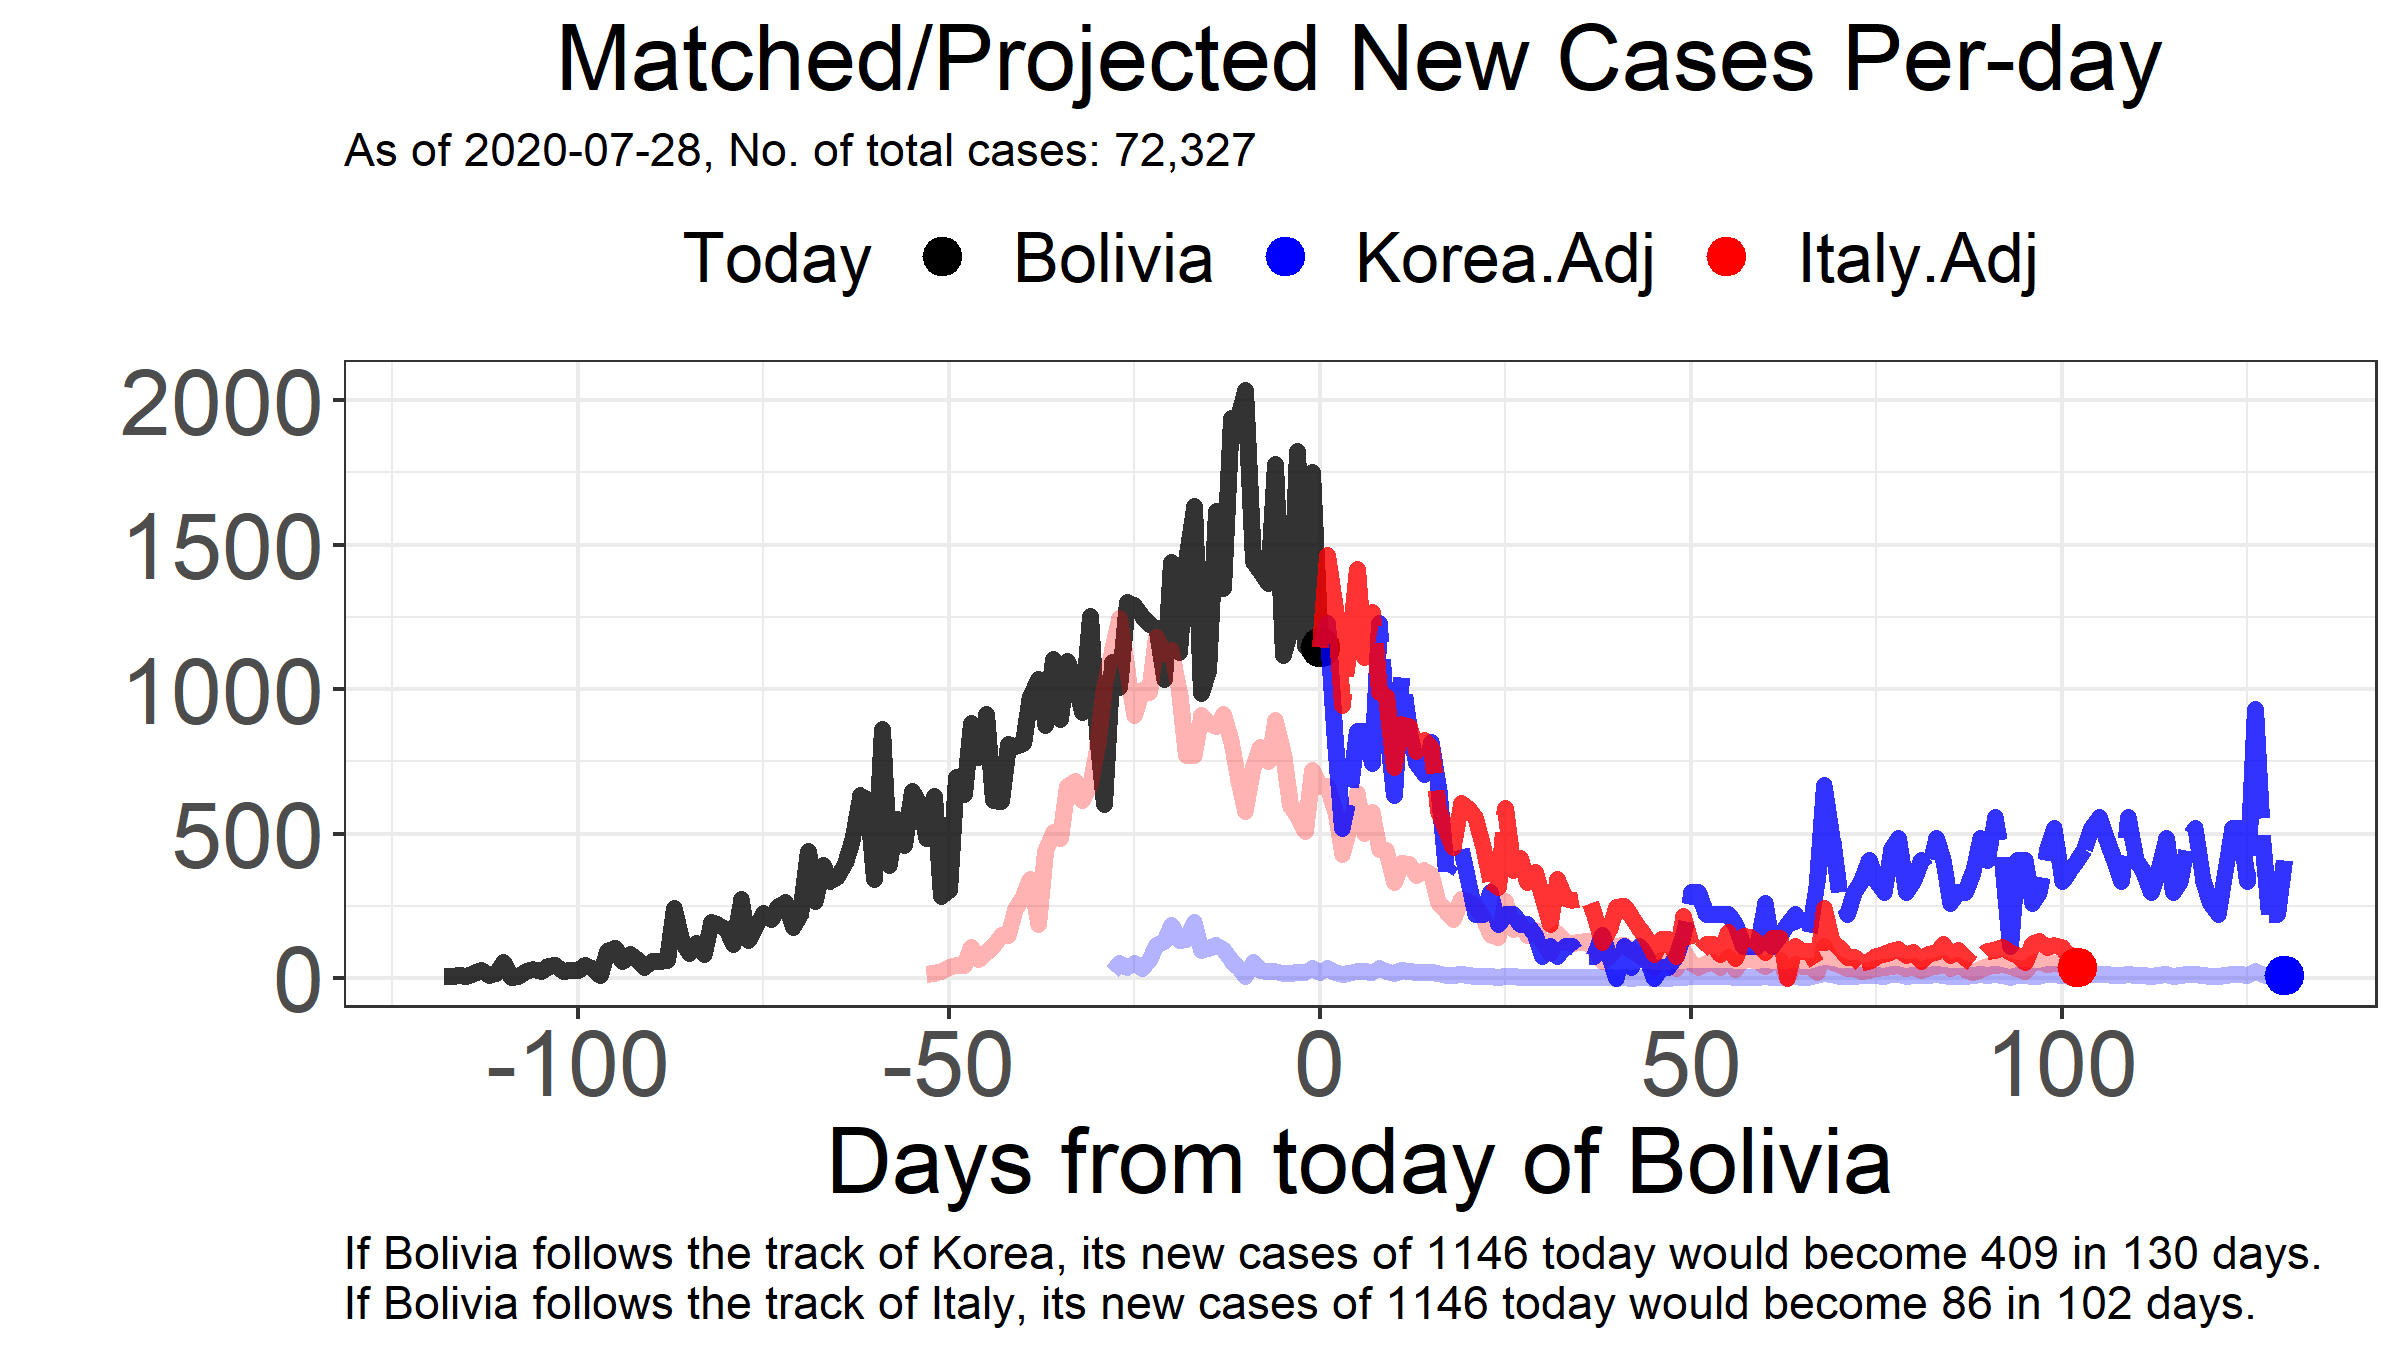 Matched/Projected New Cases Per-day
As of 2020-07-28, No. of total cases: 72,327
Today Bolivia Korea.Adj Italy.Adj
2000
1500
1000
500
0
-100 -50 0 50 100
Days from today of Bolivia
If Bolivia follows the track of Korea, its new cases of 1146 today would become 409 in 130 days.
If Bolivia follows the track of Italy, its new cases of 1146 today would become 86 in 102 days.